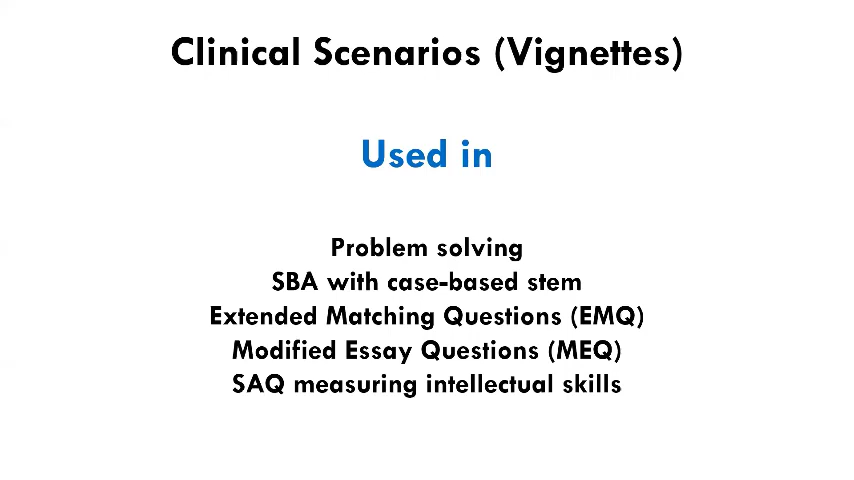 Clinical Scenarios (Vignettes)
Used in
Problem solving
SBA with case-based stem
Extended Matching Questions (EMQ)
Modified Essay Questions (MEQ)
SAQ measuring intellectual skills